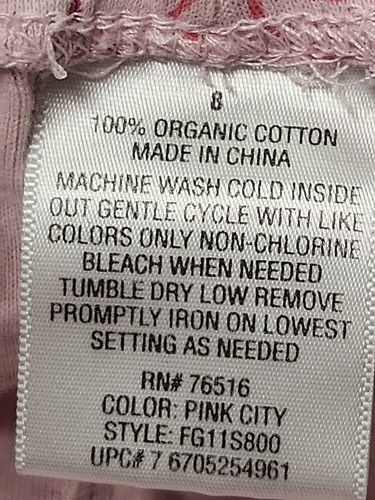 8
100% ORGANIC COTTON
MADE IN CHINA
MACHINE WASH COLD INSIDE
OUT GENTLE CYCLE WITH LIKE
COLORS ONLY NON-CHLORINE
BLEACH WHEN NEEDED
TUMBLE DRY LOW REMOVE
PROMPTLY IRON ON LOWEST
SETTING AS NEEDED
RN# 76516
COLOR: PINK CITY
STYLE: FG11S800
UPC# 7 6705254961